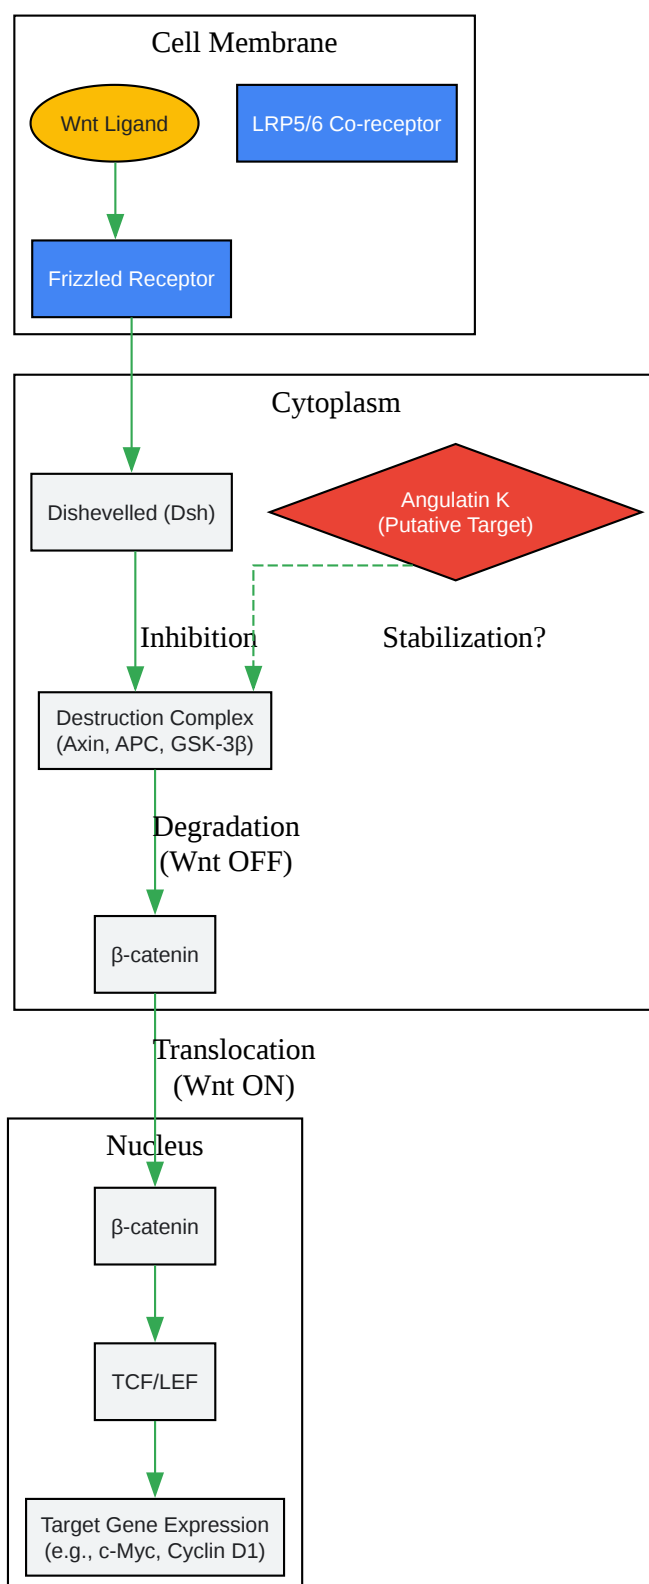 Cell Membrane
Wnt Ligand
LRP5/6 Co-receptor
Frizzled Receptor
Cytoplasm
Dishevelled (Dsh)
Angulatin K
(Putative Target)
Inhibition
Stabilization?
Destruction Complex
(Axin, APC, GSK-3β)
Degradation
(Wnt OFF)
β-catenin
Translocation
(Wnt ON)
Nucleus
β-catenin
TCF/LEF
Target Gene Expression
(e.g., c-Myc, Cyclin D1)